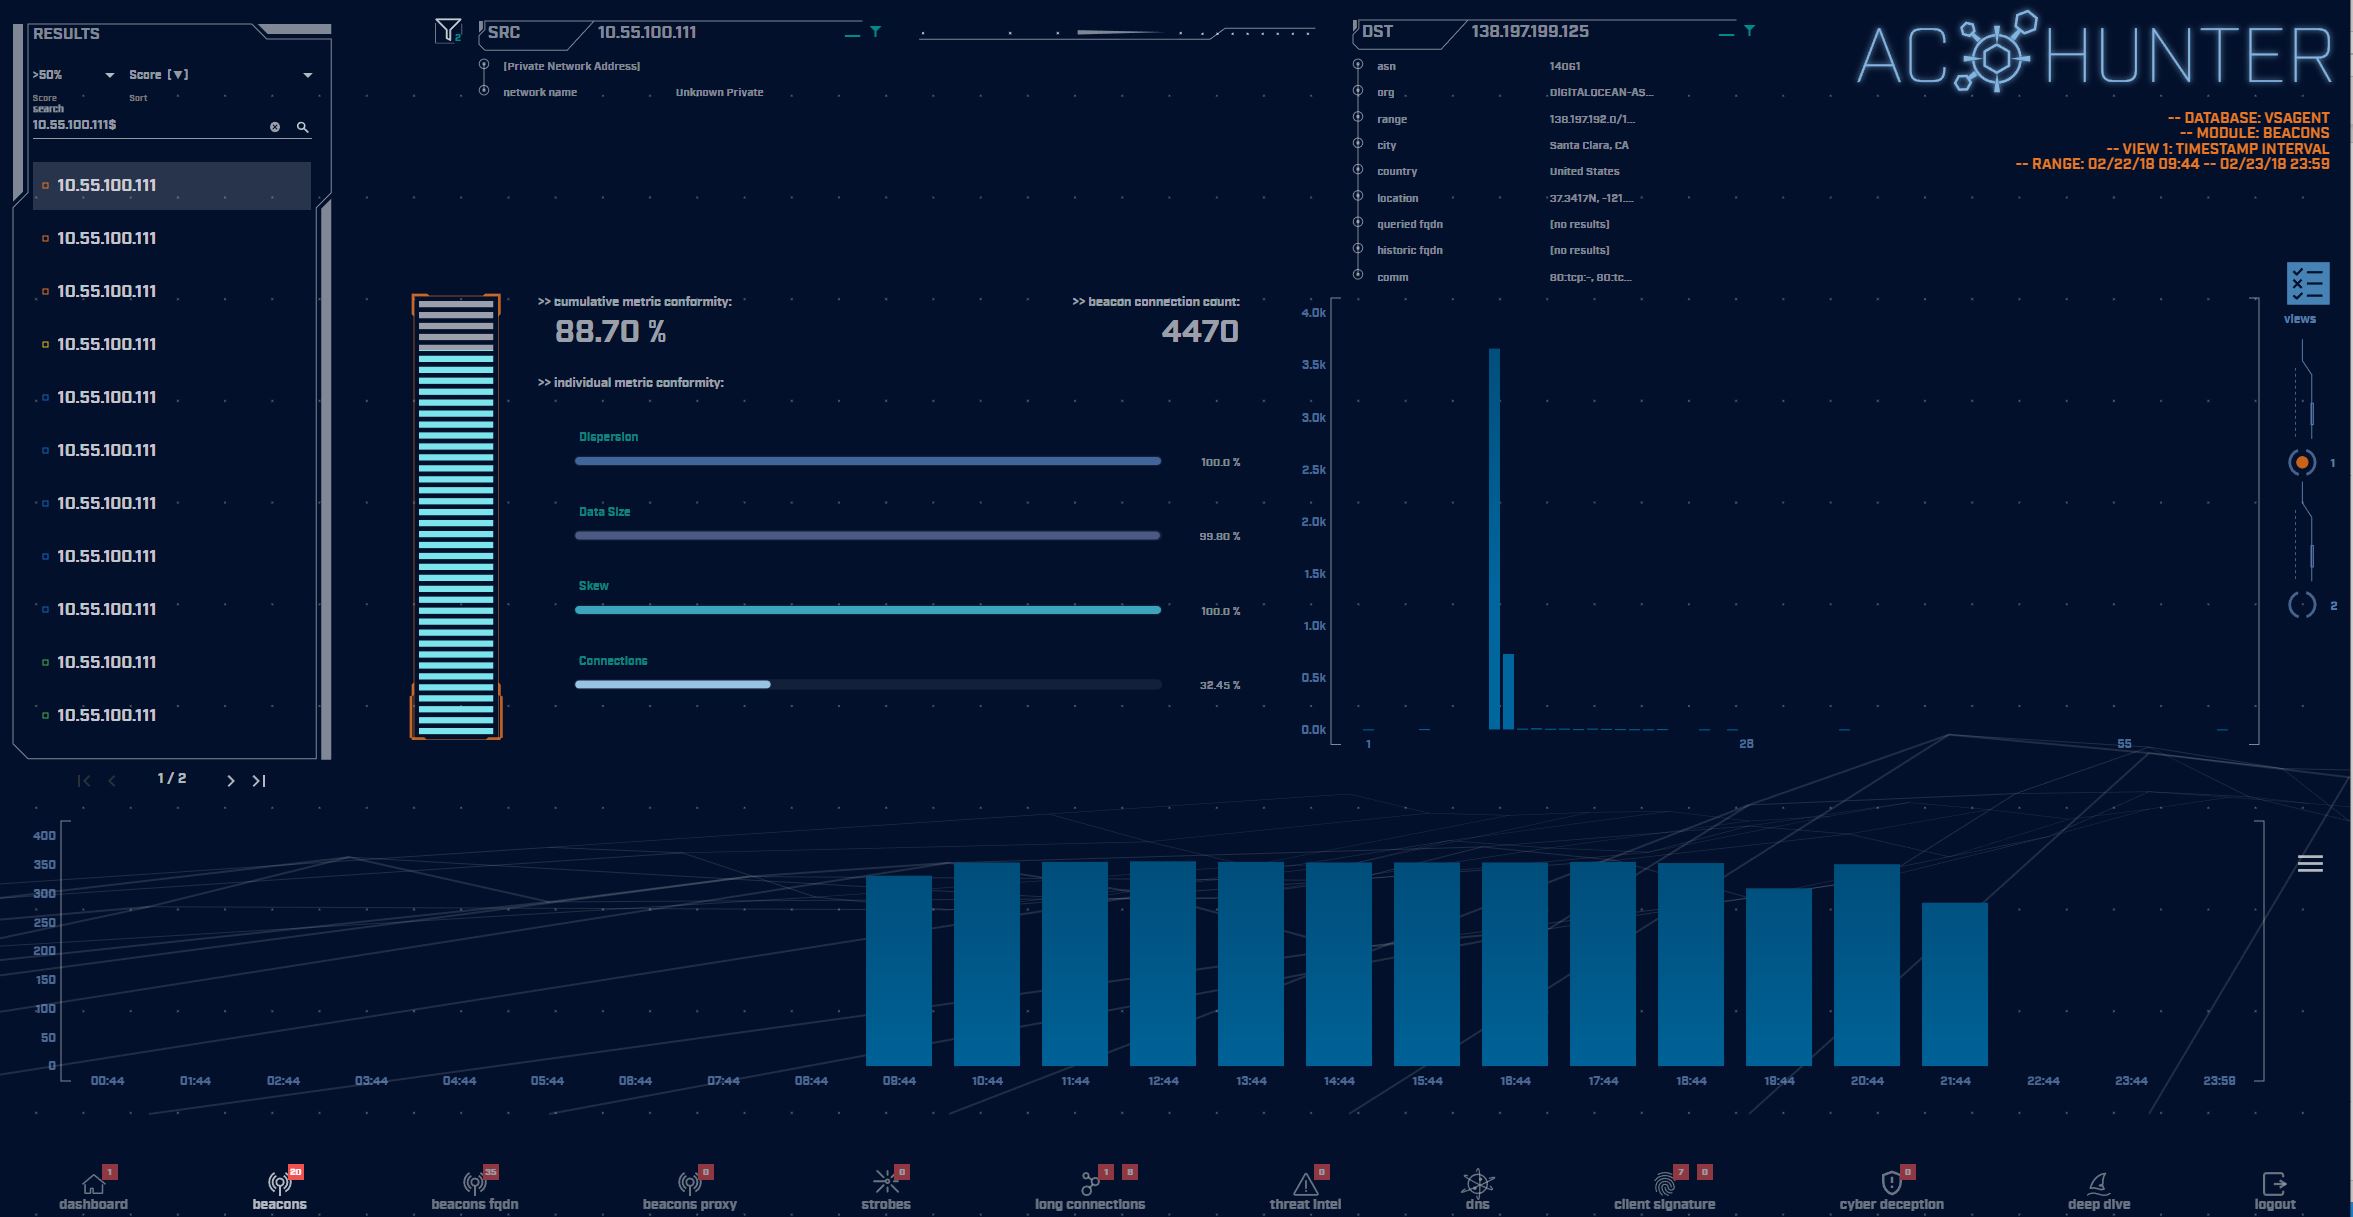 RESULTS
>50% Score [▼]
Score Sort
search
10.55.100.111$
10.55.100.111
10.55.100.111
10.55.100.111
10.55.100.111
10.55.100.111
10.55.100.111
10.55.100.111
10.55.100.111
10.55.100.111
10.55.100.111
10.55.100.111
1 / 2
2
SRC 10.55.100.111
[Private Network Address]
network name Unknown Private
DST 138.197.199.125
asn 14061
org DIGITALOCEAN-AS...
range 138.197.192.0/1...
city Santa Clara, CA
country United States
location 37.3417N, -121....
queried fqdn [no results]
historic fqdn [no results]
comm 80:tcp:-, 80:tc...
AC HUNTER
-- DATABASE: VSAGENT
-- MODULE: BEACONS
-- VIEW 1: TIMESTAMP INTERVAL
-- RANGE: 02/22/18 09:44 -- 02/23/18 23:59
>> cumulative metric conformity:
88.70 %
>> beacon connection count:
4470
>> individual metric conformity:
Dispersion
100.0 %
Data Size
99.80 %
Skew
100.0 %
Connections
32.45 %
4.0k
3.5k
3.0k
2.5k
2.0k
1.5k
1.0k
0.5k
0.0k
1 28 55
views
1
2
400
350
300
250
200
150
100
50
0
00:44 01:44 02:44 03:44 04:44 05:44 06:44 07:44 08:44 09:44 10:44 11:44 12:44 13:44 14:44 15:44 16:44 17:44 18:44 19:44 20:44 21:44 22:44 23:44 23:59
1 20 35 0 0 1 8 0 7 0 0
dashboard beacons beacons fqdn beacons proxy strobes long connections threat intel dns client signature cyber deception deep dive logout